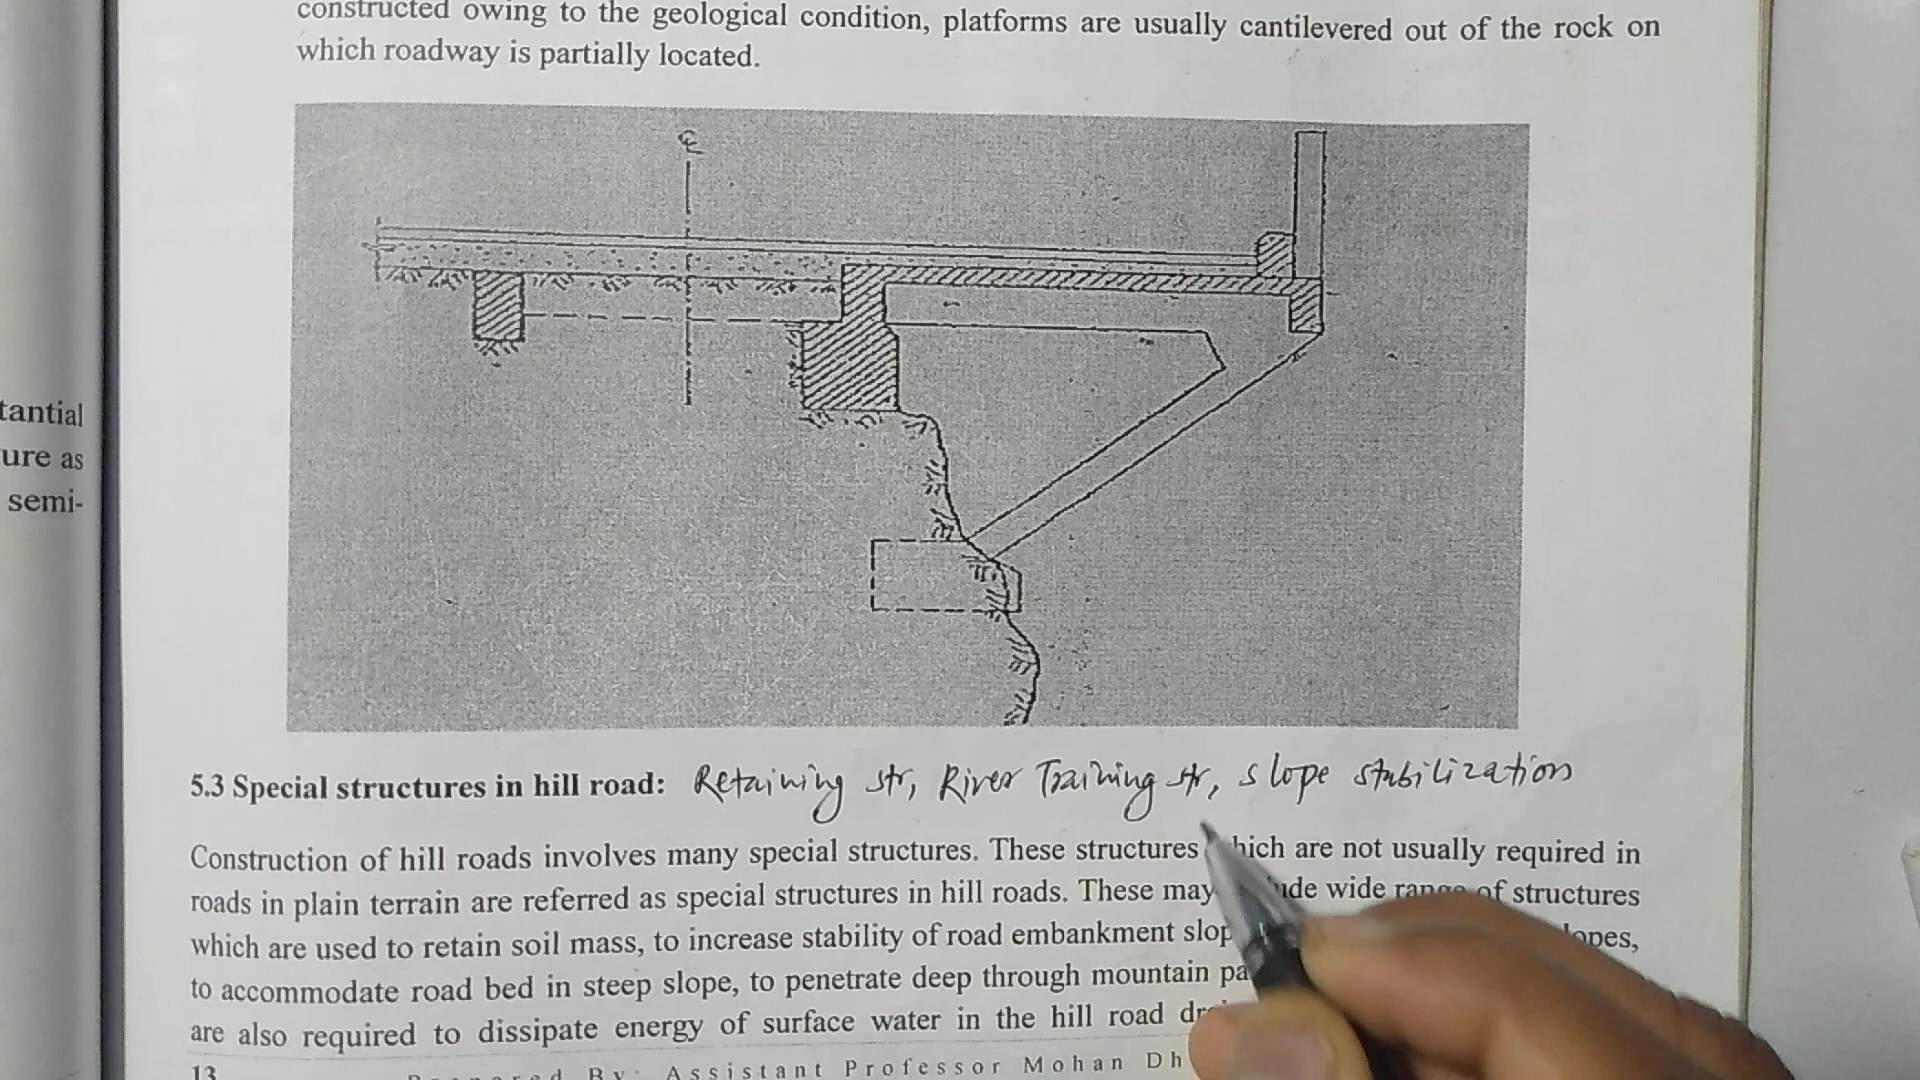 constructed owing to the geological condition, platforms are usually cantilevered out of the rock on
which roadway is partially located.
℄
tantial
ure as
semi-
5.3 Special structures in hill road: Retaining str, River Training str, slope stabilization
Construction of hill roads involves many special structures. These structures hich are not usually required in
roads in plain terrain are referred as special structures in hill roads. These may ude wide range of structures
which are used to retain soil mass, to increase stability of road embankment slop lopes,
to accommodate road bed in steep slope, to penetrate deep through mountain pa
are also required to dissipate energy of surface water in the hill road dr
13 Prepared By: Assistant Professor Mohan Dh